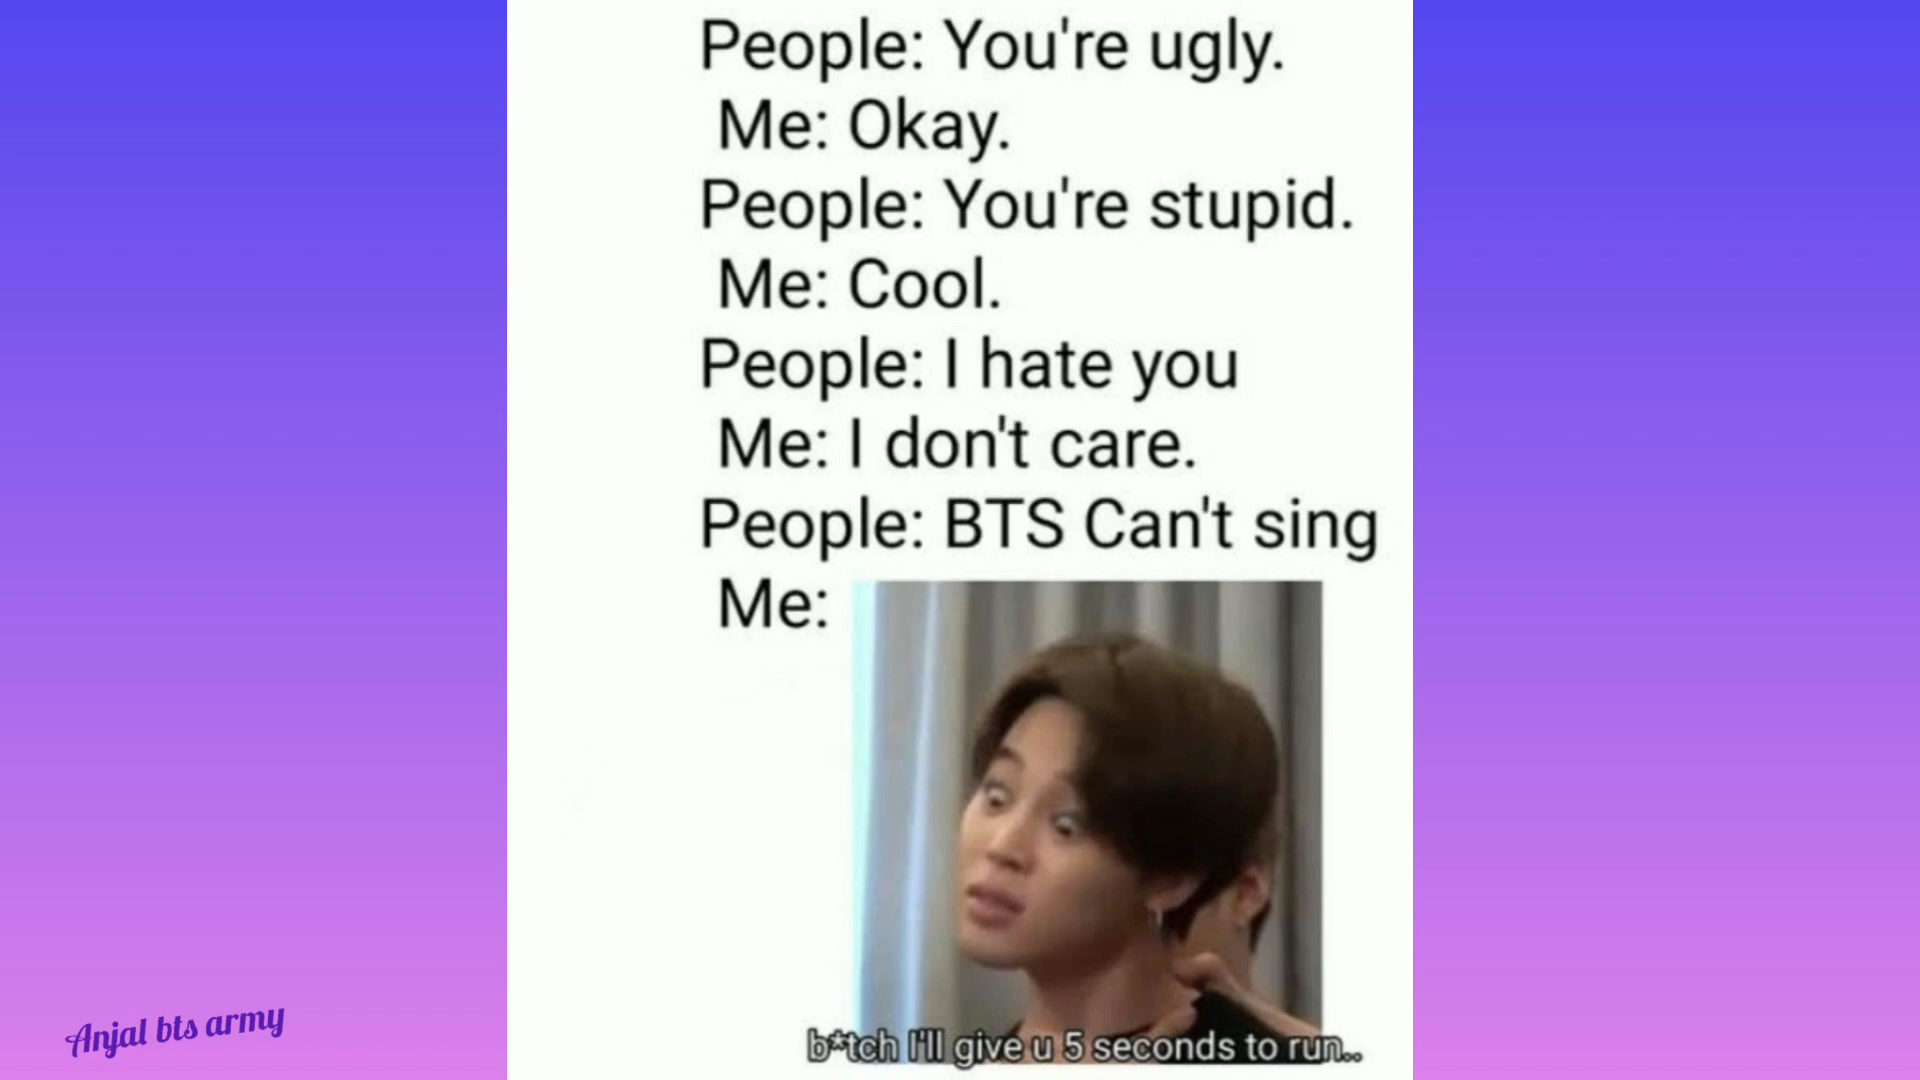 People: You're ugly.
Me: Okay.
People: You're stupid.
Me: Cool.
People: I hate you
Me: I don't care.
People: BTS Can't sing
Me:
b*tch I'll give u 5 seconds to run..
Anjal bts army